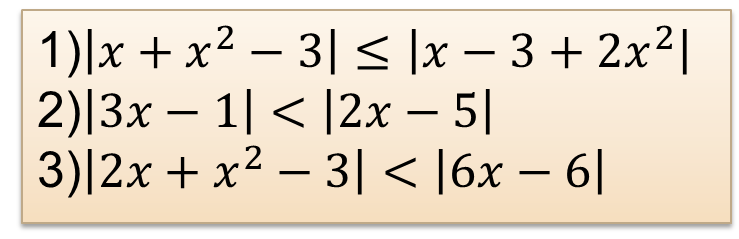 1)|x + x² − 3| ≤ |x − 3 + 2x²|
2)|3x − 1| < |2x − 5|
3)|2x + x² − 3| < |6x − 6|